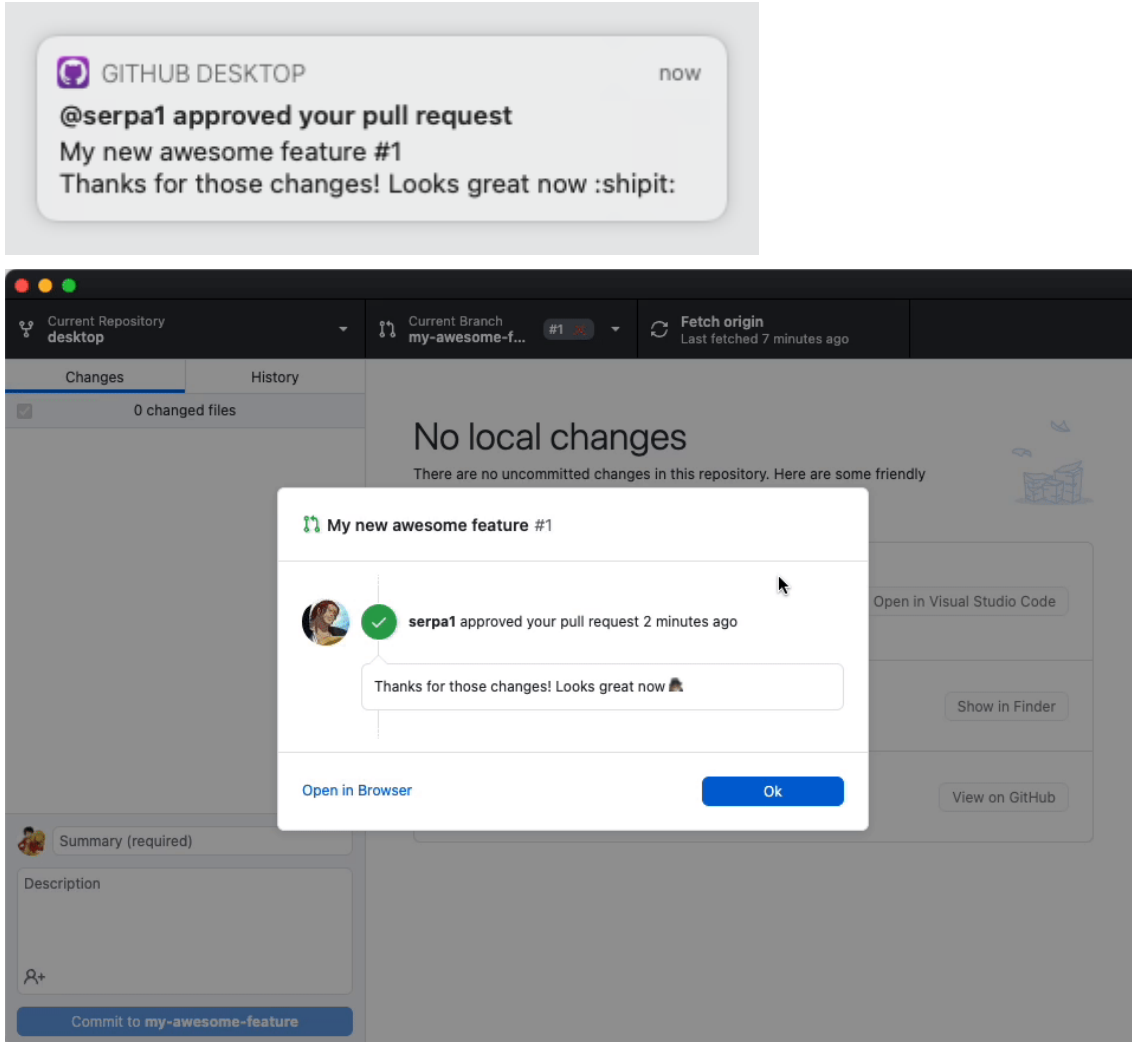 GITHUB DESKTOP now
@serpa1 approved your pull request
My new awesome feature #1
Thanks for those changes! Looks great now :shipit:
Current Repository
desktop
Current Branch
my-awesome-f...
#1
Fetch origin
Last fetched 7 minutes ago
Changes History
0 changed files
No local changes
There are no uncommitted changes in this repository. Here are some friendly
My new awesome feature #1
serpa1 approved your pull request 2 minutes ago
Thanks for those changes! Looks great now
Open in Browser
Ok
Open in Visual Studio Code
Show in Finder
View on GitHub
Summary (required)
Description
Commit to my-awesome-feature